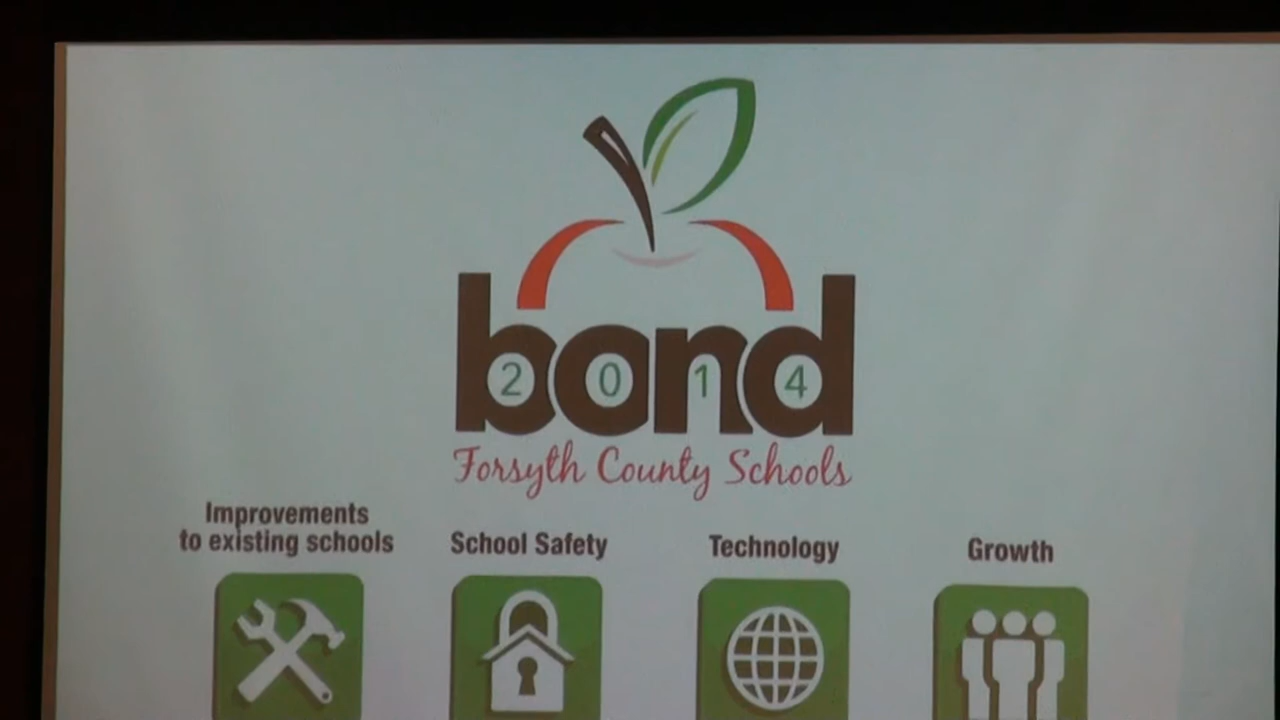 bond
2014
Forsyth County Schools
Improvements
to existing schools
School Safety
Technology
Growth